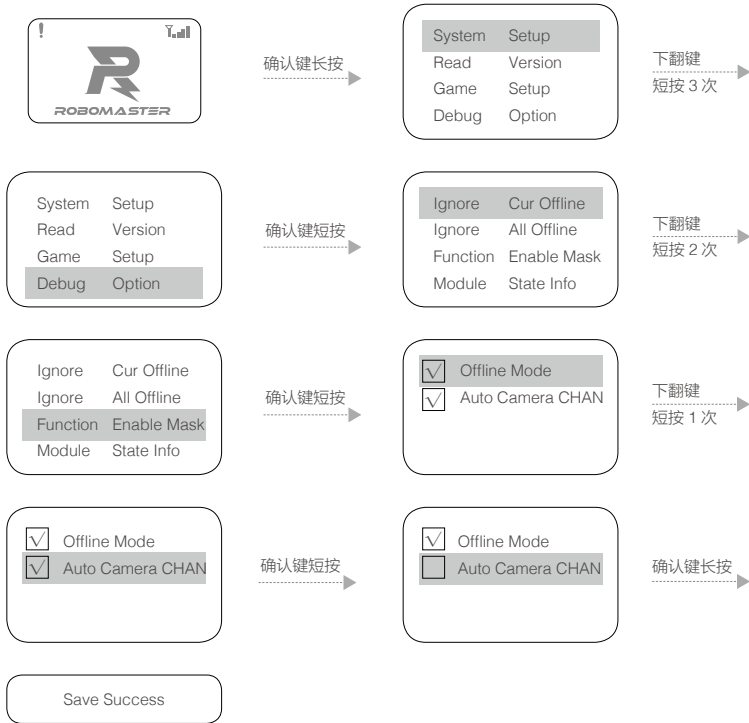 !
ROBOMASTER
确认键长按
System Setup
Read Version
Game Setup
Debug Option
下翻键
短按 3 次
System Setup
Read Version
Game Setup
Debug Option
确认键短按
Ignore Cur Offline
Ignore All Offline
Function Enable Mask
Module State Info
下翻键
短按 2 次
Ignore Cur Offline
Ignore All Offline
Function Enable Mask
Module State Info
确认键短按
Offline Mode
Auto Camera CHAN
下翻键
短按 1 次
Offline Mode
Auto Camera CHAN
确认键短按
Offline Mode
Auto Camera CHAN
确认键长按
Save Success